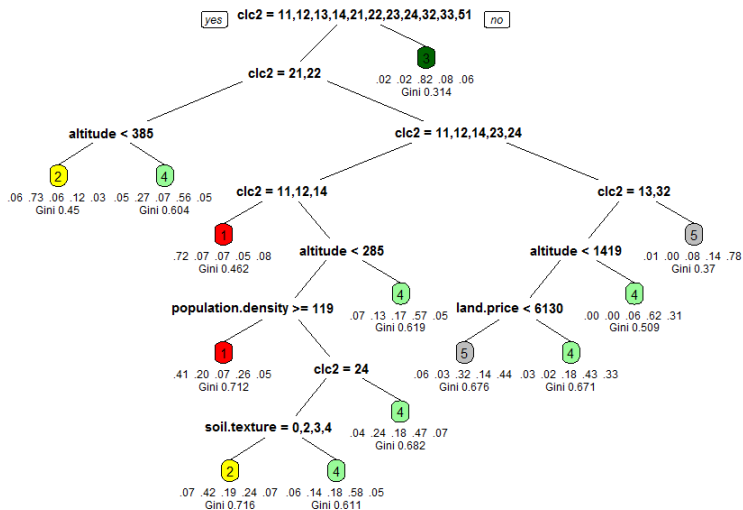 yes
clc2 = 11,12,13,14,21,22,23,24,32,33,51
no
3
.02 .02 .82 .08 .06
Gini 0.314
clc2 = 21,22
altitude < 385
clc2 = 11,12,14,23,24
2
.06 .73 .06 .12 .03
Gini 0.45
4
.05 .27 .07 .56 .05
Gini 0.604
clc2 = 11,12,14
clc2 = 13,32
1
.72 .07 .07 .05 .08
Gini 0.462
altitude < 285
altitude < 1419
5
.01 .00 .08 .14 .78
Gini 0.37
population.density >= 119
4
.07 .13 .17 .57 .05
Gini 0.619
land.price < 6130
4
.00 .00 .06 .62 .31
Gini 0.509
1
.41 .20 .07 .26 .05
Gini 0.712
clc2 = 24
5
.06 .03 .32 .14 .44
Gini 0.676
4
.03 .02 .18 .43 .33
Gini 0.671
soil.texture = 0,2,3,4
4
.04 .24 .18 .47 .07
Gini 0.682
2
.07 .42 .19 .24 .07
Gini 0.716
4
.06 .14 .18 .58 .05
Gini 0.611